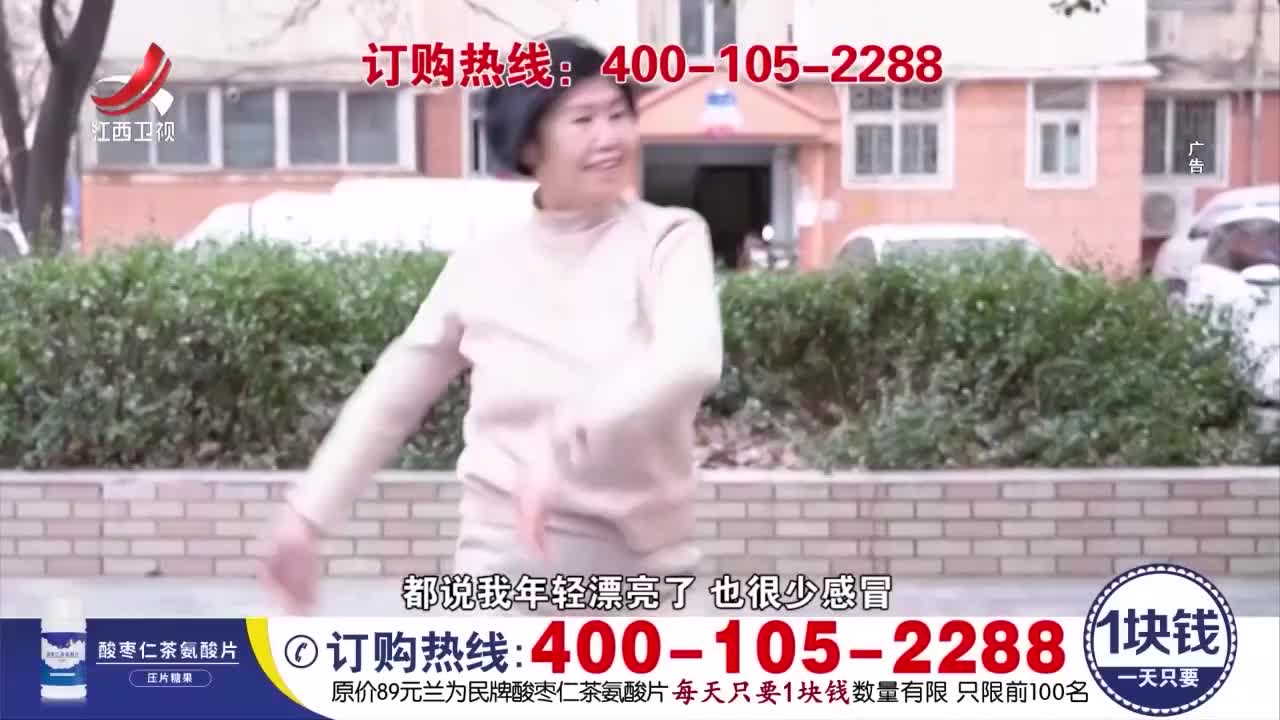 订购热线：400-105-2288
江西卫视
广告
都说我年轻漂亮了 也很少感冒
酸枣仁茶氨酸片
压片糖果
订购热线:400-105-2288
原价89元兰为民牌酸枣仁茶氨酸片每天只要1块钱数量有限 只限前100名
1块钱
一天只要